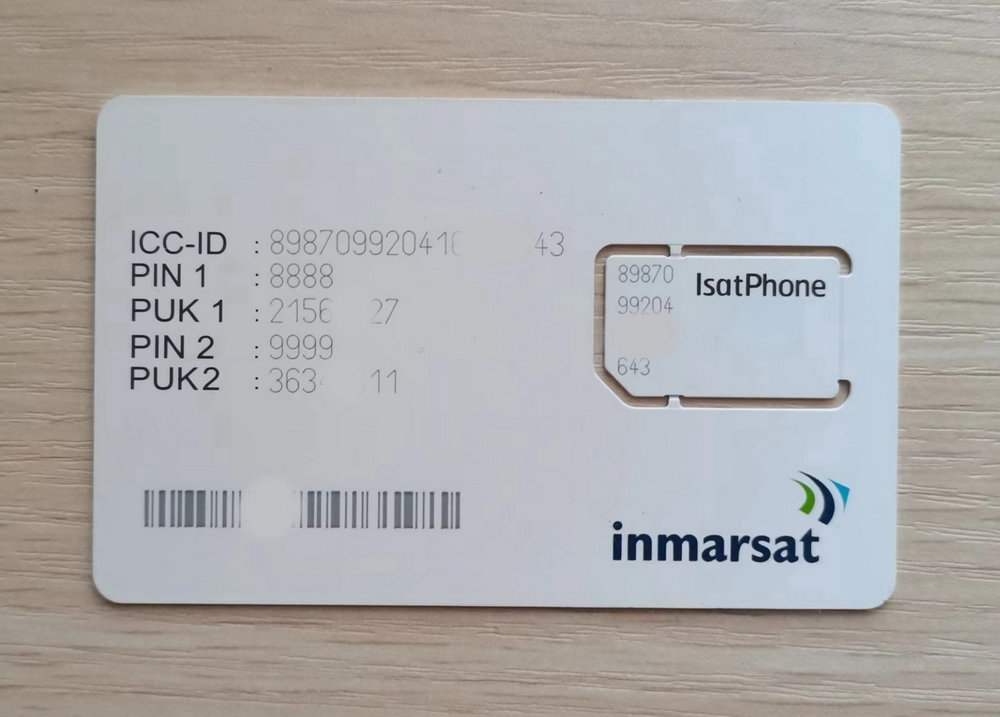 ICC-ID : 898709920416 43
PIN 1 : 8888
PUK 1 : 2156 27
PIN 2 : 9999
PUK2 : 363 11
89870
99204
643
IsatPhone
inmarsat